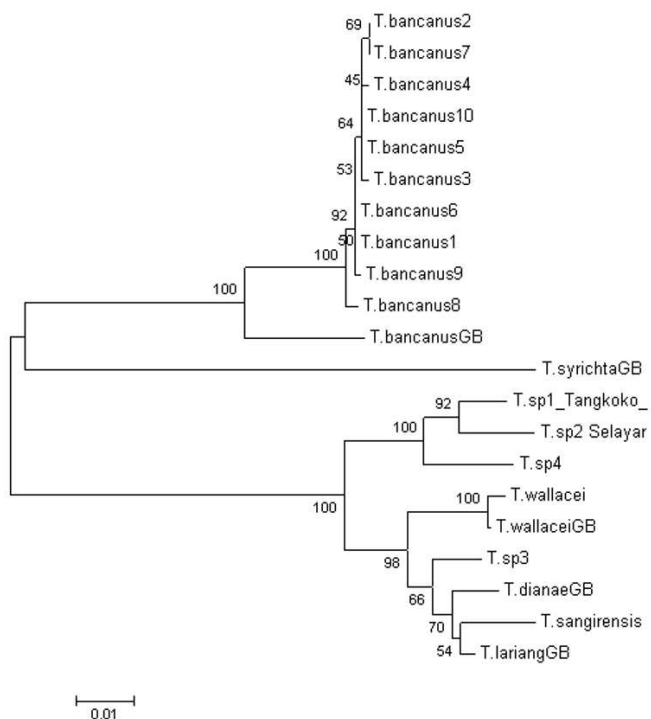 69
T.bancanus2
T.bancanus7
45
T.bancanus4
T.bancanus10
64
T.bancanus5
53
T.bancanus3
92
T.bancanus6
50
T.bancanus1
100
T.bancanus9
100
T.bancanus8
T.bancanusGB
T.syrichtaGB
92
T.sp1_Tangkoko_
100
T.sp2 Selayar
T.sp4
100
100
T.wallacei
T.wallaceiGB
98
T.sp3
66
T.dianaeGB
70
T.sangirensis
54
T.lariangGB
0.01